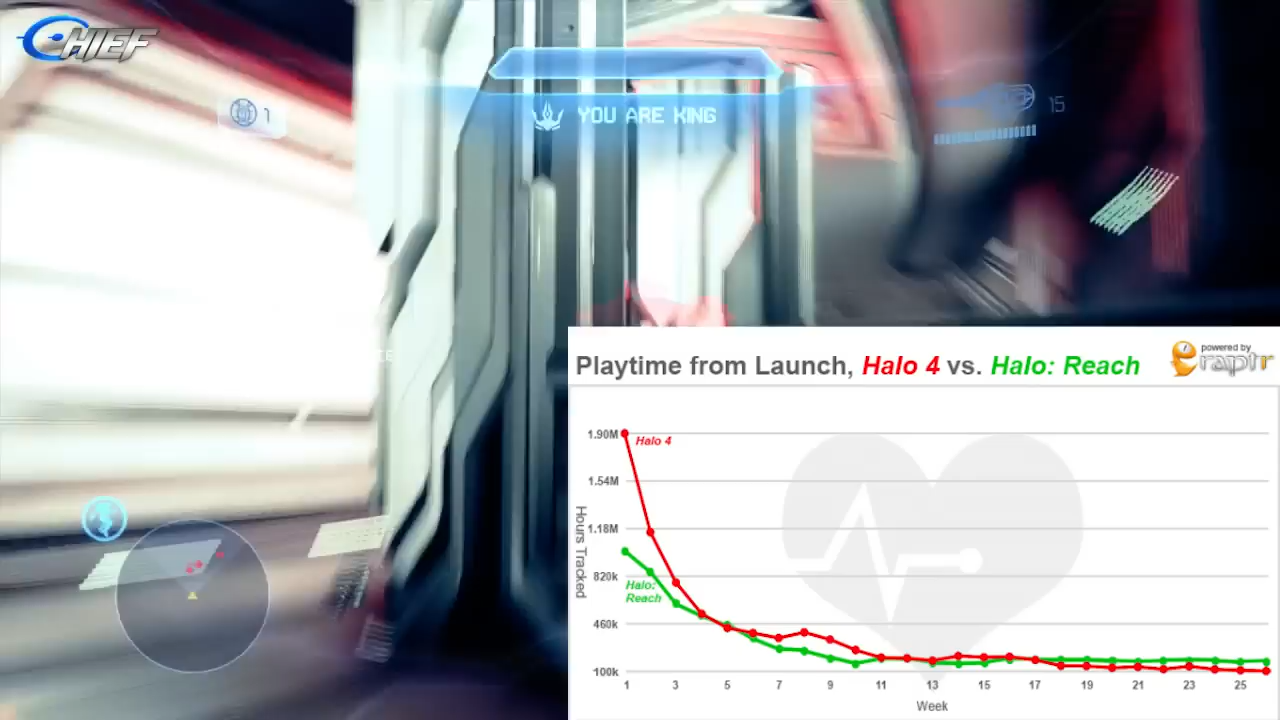 CHIEF
1
YOU ARE KING
15
Playtime from Launch, Halo 4 vs. Halo: Reach
powered by
raptr
1.90M
Halo 4
1.54M
1.18M
820k
Halo:
Reach
460k
100k
Hours Tracked
1 3 5 7 9 11 13 15 17 19 21 23 25
Week